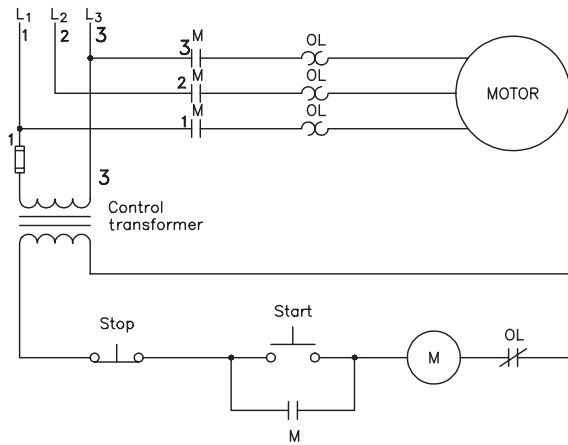 L1 L2 L3
1 2 3
3 M OL
2 M OL
MOTOR
1 M OL
1
3
Control
transformer
Stop
Start
M
OL
M